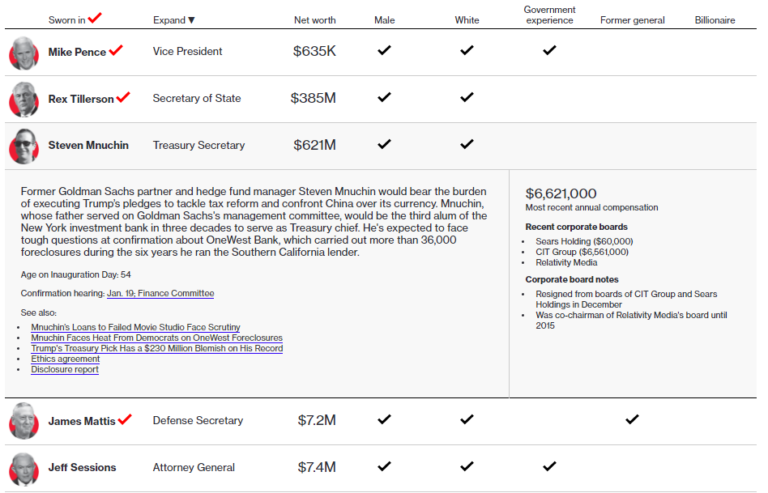 Sworn in Expand ▼ Net worth Male White Government experience Former general Billionaire
Mike Pence Vice President $635K
Rex Tillerson Secretary of State $385M
Steven Mnuchin Treasury Secretary $621M
Former Goldman Sachs partner and hedge fund manager Steven Mnuchin would bear the burden
of executing Trump's pledges to tackle tax reform and confront China over its currency. Mnuchin,
whose father served on Goldman Sachs's management committee, would be the third alum of the
New York investment bank in three decades to serve as Treasury chief. He's expected to face
tough questions at confirmation about OneWest Bank, which carried out more than 36,000
foreclosures during the six years he ran the Southern California lender.
Age on Inauguration Day: 54
Confirmation hearing: Jan. 19; Finance Committee
See also:
• Mnuchin's Loans to Failed Movie Studio Face Scrutiny
• Mnuchin Faces Heat From Democrats on OneWest Foreclosures
• Trump's Treasury Pick Has a $230 Million Blemish on His Record
• Ethics agreement
• Disclosure report
$6,621,000
Most recent annual compensation
Recent corporate boards
• Sears Holding ($60,000)
• CIT Group ($6,561,000)
• Relativity Media
Corporate board notes
• Resigned from boards of CIT Group and Sears
Holdings in December
• Was co-chairman of Relativity Media's board until
2015
James Mattis Defense Secretary $7.2M
Jeff Sessions Attorney General $7.4M